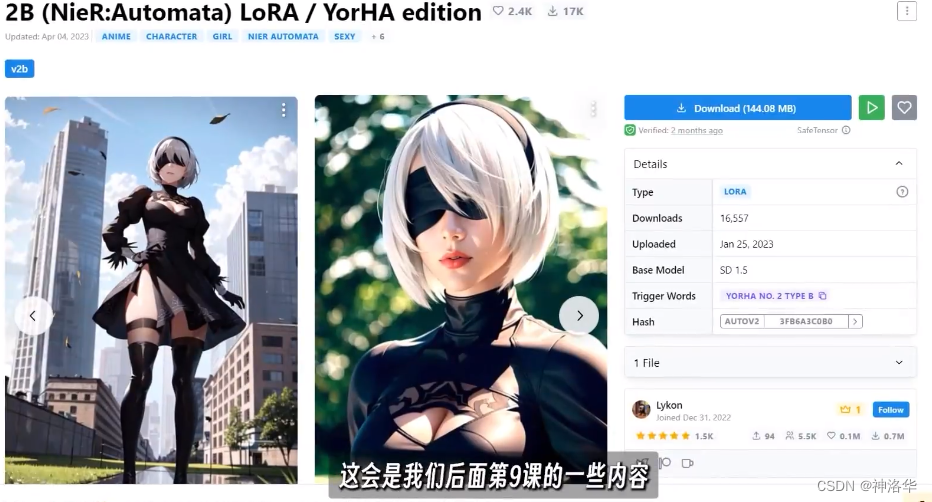 2B (NieR:Automata) LoRA / YorHA edition 2.4K 17K
Updated: Apr 04, 2023 ANIME CHARACTER GIRL NIER AUTOMATA SEXY + 6
v2b
Download (144.08 MB)
Verified: 2 months ago SafeTensor
Details
Type LORA
Downloads 16,557
Uploaded Jan 25, 2023
Base Model SD 1.5
Trigger Words YORHA NO. 2 TYPE B
Hash AUTOV2 3FB6A3C0B0
1 File
Lykon 1 Follow
Joined Dec 31, 2022
1.5K 94 5.5K 0.1M 0.7M
这会是我们后面第9课的一些内容
CSDN @神洛华